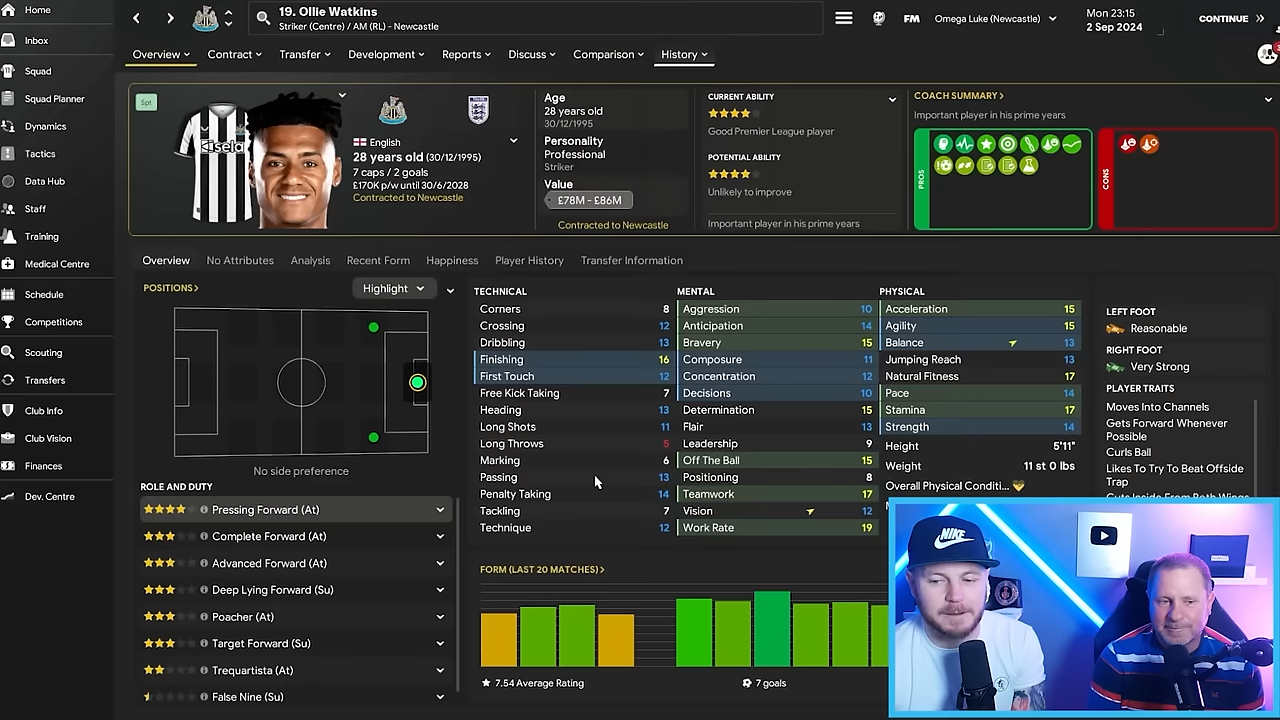 Home
Inbox
Squad
Squad Planner
Dynamics
Tactics
Data Hub
Staff
Training
Medical Centre
Schedule
Competitions
Scouting
Transfers
Club Info
Club Vision
Finances
Dev. Centre
19. Ollie Watkins
Striker (Centre) / AM (RL) - Newcastle
FM
Omega Luke (Newcastle)
Mon 23:15
2 Sep 2024
CONTINUE
Overview
Contract
Transfer
Development
Reports
Discuss
Comparison
History
Spt
sela
English
28 years old (30/12/1995)
7 caps / 2 goals
£170K p/w until 30/6/2028
Contracted to Newcastle
Age
28 years old
30/12/1995
Personality
Professional
Striker
Value
£78M - £86M
Contracted to Newcastle
CURRENT ABILITY
Good Premier League player
POTENTIAL ABILITY
Unlikely to improve
Important player in his prime years
COACH SUMMARY >
Important player in his prime years
PROS
CONS
Overview
No Attributes
Analysis
Recent Form
Happiness
Player History
Transfer Information
POSITIONS>
Highlight
No side preference
ROLE AND DUTY
Pressing Forward (At)
Complete Forward (At)
Advanced Forward (At)
Deep Lying Forward (Su)
Poacher (At)
Target Forward (Su)
Trequartista (At)
False Nine (Su)
TECHNICAL
Corners 8
Crossing 12
Dribbling 13
Finishing 16
First Touch 12
Free Kick Taking 7
Heading 13
Long Shots 11
Long Throws 5
Marking 6
Passing 13
Penalty Taking 14
Tackling 7
Technique 12
MENTAL
Aggression 10
Anticipation 14
Bravery 15
Composure 11
Concentration 12
Decisions 10
Determination 15
Flair 13
Leadership 9
Off The Ball 15
Positioning 8
Teamwork 17
Vision 12
Work Rate 19
PHYSICAL
Acceleration 15
Agility 15
Balance 13
Jumping Reach 13
Natural Fitness 17
Pace 14
Stamina 17
Strength 14
Height 5'11"
Weight 11 st 0 lbs
Overall Physical Conditi...
LEFT FOOT
Reasonable
RIGHT FOOT
Very Strong
PLAYER TRAITS
Moves Into Channels
Gets Forward Whenever
Possible
Curls Ball
Likes To Try To Beat Offside
Trap
Cuts Inside From Both Wings
FORM (LAST 20 MATCHES)>
7.54 Average Rating
7 goals